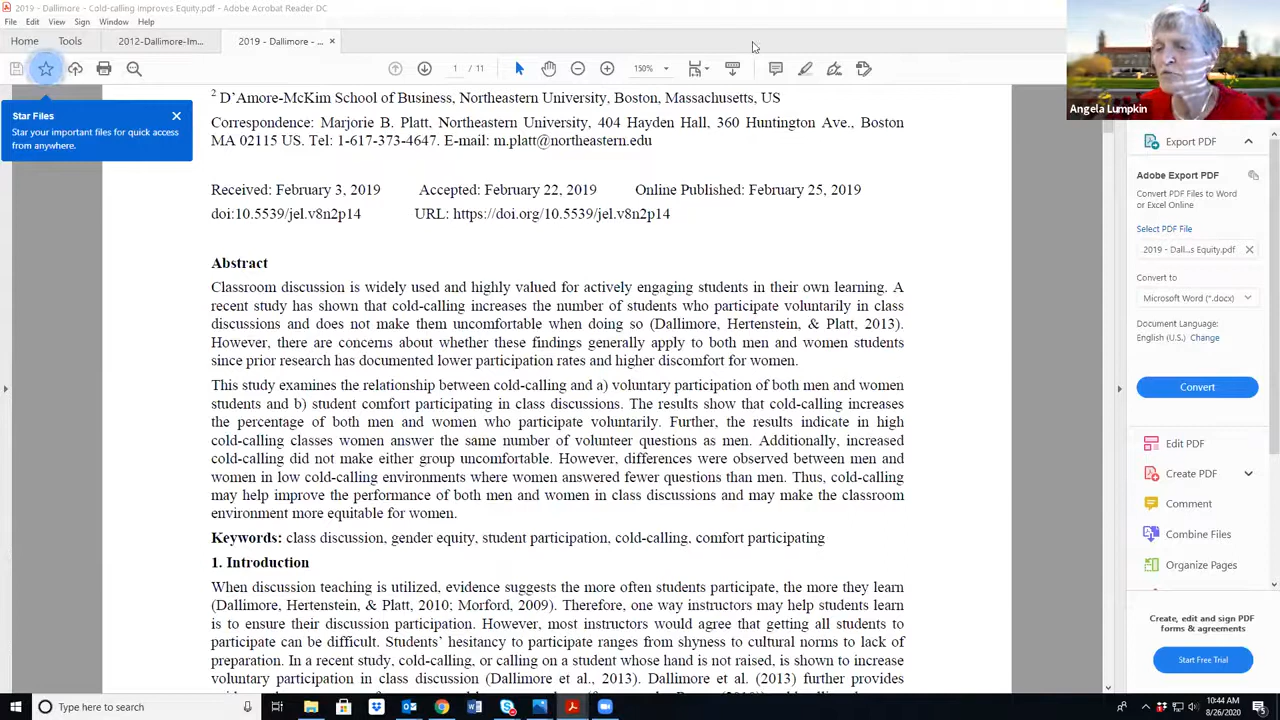 2019 - Dallimore - Cold-calling Improves Equity.pdf - Adobe Acrobat Reader DC
File Edit View Sign Window Help
Home Tools 2012-Dallimore-Im... 2019 - Dallimore - ... ×
/ 11 150%
Star Files
Star your important files for quick access
from anywhere.
Angela Lumpkin
2 D'Amore-McKim School of Business, Northeastern University, Boston, Massachusetts, US
Correspondence: Marjorie B. Platt, Northeastern University, 404 Hayden Hall, 360 Huntington Ave., Boston
MA 02115 US. Tel: 1-617-373-4647. E-mail: m.platt@northeastern.edu
Received: February 3, 2019 Accepted: February 22, 2019 Online Published: February 25, 2019
doi:10.5539/jel.v8n2p14 URL: https://doi.org/10.5539/jel.v8n2p14
Abstract
Classroom discussion is widely used and highly valued for actively engaging students in their own learning. A
recent study has shown that cold-calling increases the number of students who participate voluntarily in class
discussions and does not make them uncomfortable when doing so (Dallimore, Hertenstein, & Platt, 2013).
However, there are concerns about whether these findings generally apply to both men and women students
since prior research has documented lower participation rates and higher discomfort for women.
This study examines the relationship between cold-calling and a) voluntary participation of both men and women
students and b) student comfort participating in class discussions. The results show that cold-calling increases
the percentage of both men and women who participate voluntarily. Further, the results indicate in high
cold-calling classes women answer the same number of volunteer questions as men. Additionally, increased
cold-calling did not make either group uncomfortable. However, differences were observed between men and
women in low cold-calling environments where women answered fewer questions than men. Thus, cold-calling
may help improve the performance of both men and women in class discussions and may make the classroom
environment more equitable for women.
Keywords: class discussion, gender equity, student participation, cold-calling, comfort participating
1. Introduction
When discussion teaching is utilized, evidence suggests the more often students participate, the more they learn
(Dallimore, Hertenstein, & Platt, 2010; Morford, 2009). Therefore, one way instructors may help students learn
is to ensure their discussion participation. However, most instructors would agree that getting all students to
participate can be difficult. Students' hesitancy to participate ranges from shyness to cultural norms to lack of
preparation. In a recent study, cold-calling, or calling on a student whose hand is not raised, is shown to increase
voluntary participation in class discussion (Dallimore et al., 2013). Dallimore et al. (2013) further provides
Export PDF
Adobe Export PDF
Convert PDF Files to Word
or Excel Online
Select PDF File
2019 - Dall...s Equity.pdf
Convert to
Microsoft Word (*.docx)
Document Language:
English (U.S.) Change
Convert
Edit PDF
Create PDF
Comment
Combine Files
Organize Pages
Create, edit and sign PDF
forms & agreements
Start Free Trial
Type here to search
10:44 AM
8/26/2020